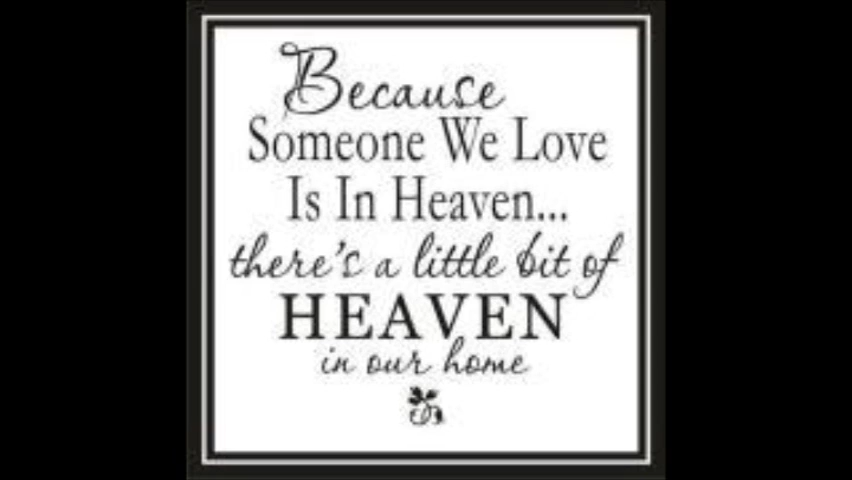 Because
Someone We Love
Is In Heaven...
there's a little bit of
HEAVEN
in our home